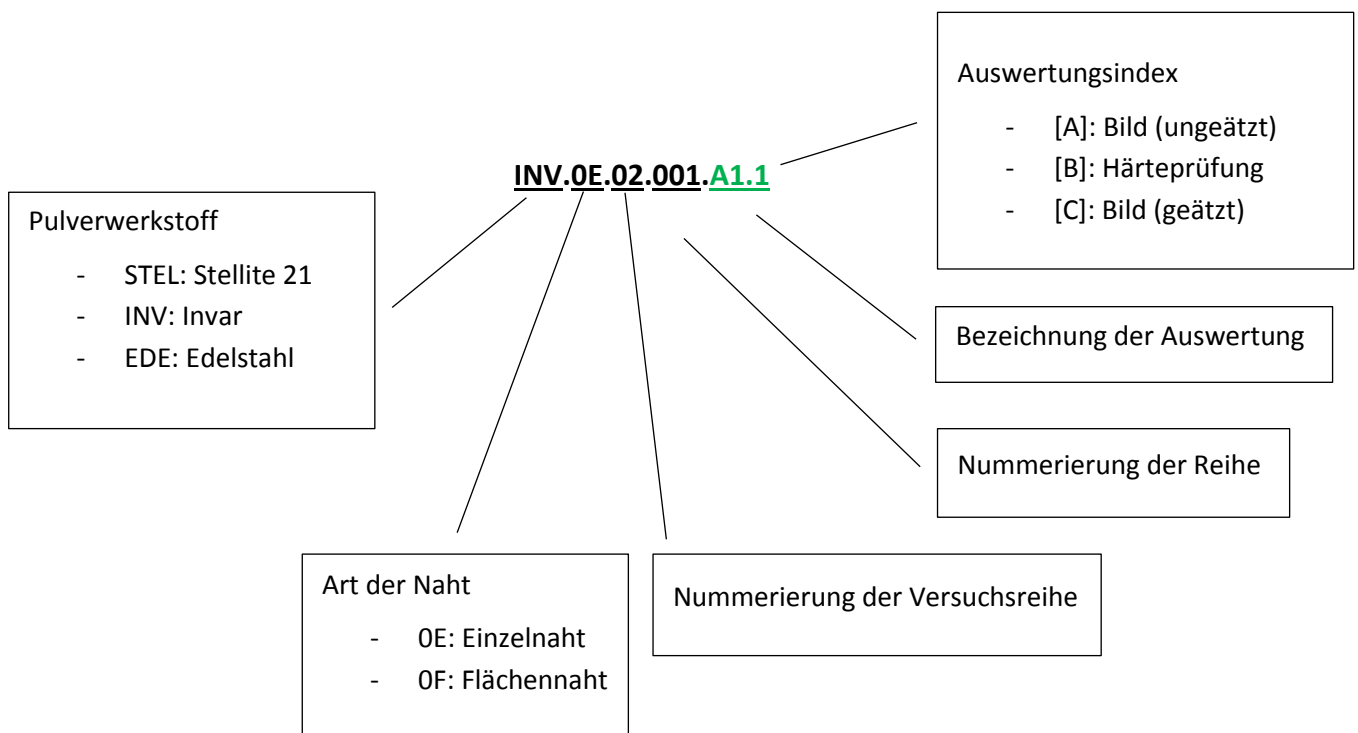 Auswertungsindex
- [A]: Bild (ungeätzt)
- [B]: Härteprüfung
- [C]: Bild (geätzt)
INV.0E.02.001.A1.1
Pulverwerkstoff
- STEL: Stellite 21
- INV: Invar
- EDE: Edelstahl
Bezeichnung der Auswertung
Nummerierung der Reihe
Art der Naht
- 0E: Einzelnaht
- 0F: Flächennaht
Nummerierung der Versuchsreihe